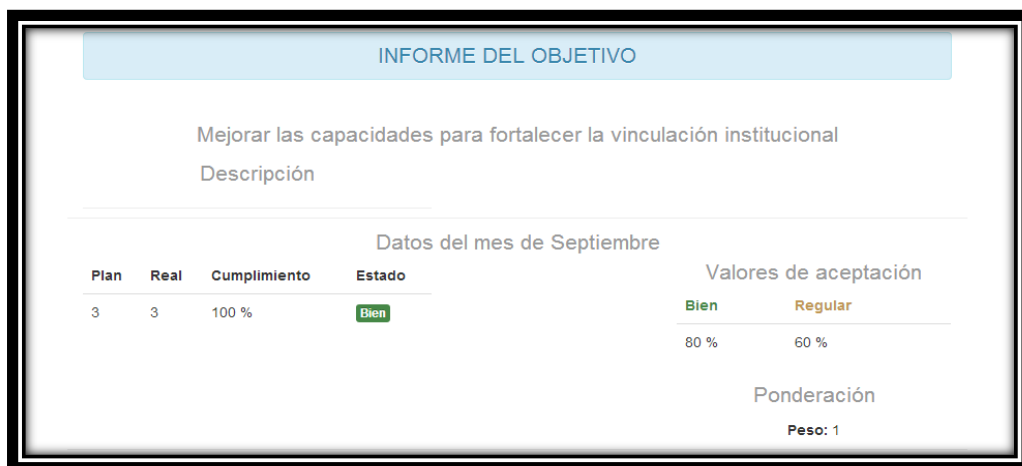 INFORME DEL OBJETIVO
Mejorar las capacidades para fortalecer la vinculación institucional
Descripción
Datos del mes de Septiembre
Plan Real Cumplimiento Estado
3 3 100 % Bien
Valores de aceptación
Bien Regular
80 % 60 %
Ponderación
Peso: 1